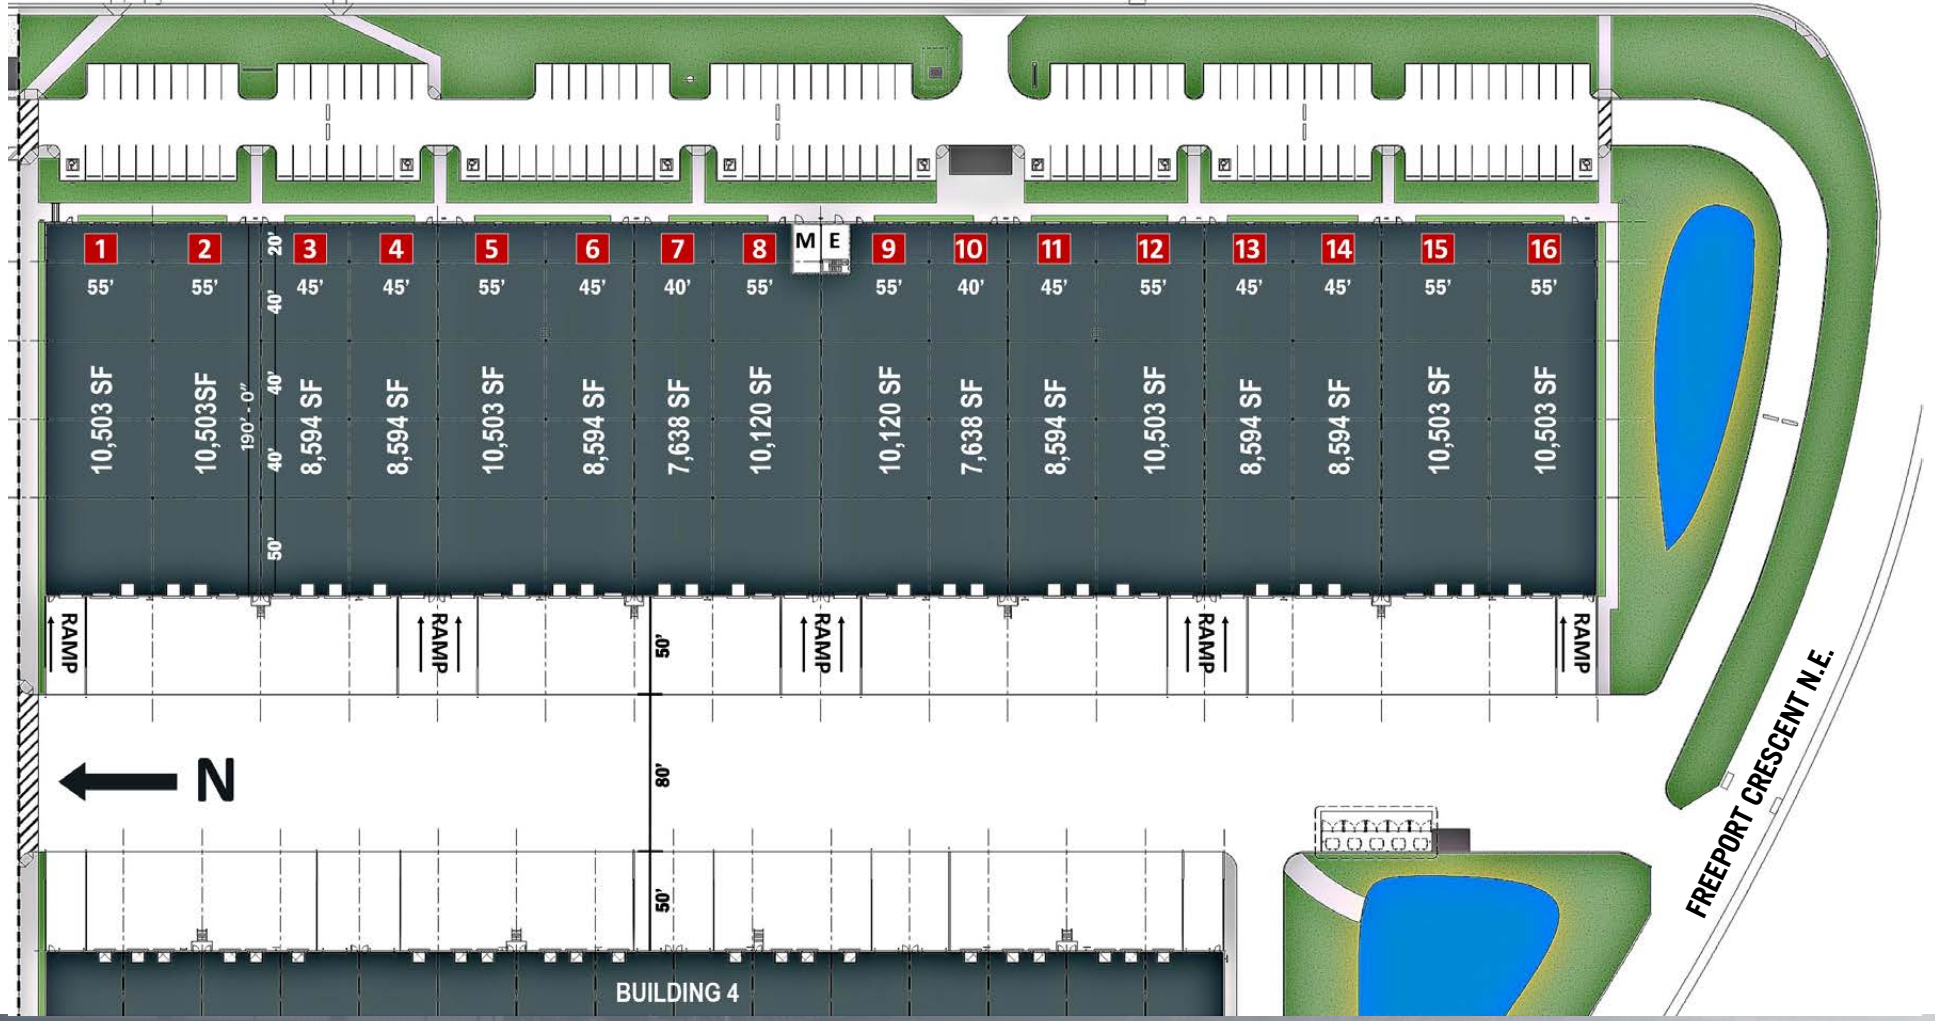 1 2 3 4 5 6 7 8 M E 9 10 11 12 13 14 15 16
20'
55' 55' 45' 45' 55' 45' 40' 55' 55' 40' 45' 55' 45' 45' 55' 55'
40'
10,503 SF
10,503SF
190' - 0"
40'
40'
8,594 SF
8,594 SF
10,503 SF
8,594 SF
7,638 SF
10,120 SF
10,120 SF
7,638 SF
8,594 SF
10,503 SF
8,594 SF
8,594 SF
10,503 SF
10,503 SF
50'
RAMP
RAMP
RAMP
RAMP
RAMP
50'
N
80'
FREEPORT CRESCENT N.E.
50'
BUILDING 4